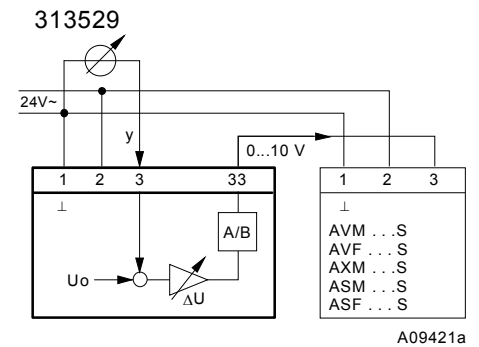 313529
24V~
y
0...10 V
1 2 3 33
1 2 3
⊥
⊥
A/B
Uo
ΔU
AVM ...S
AVF ...S
AXM ...S
ASM ...S
ASF ...S
A09421a